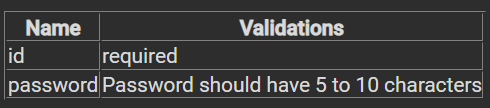 Name Validations
id required
password Password should have 5 to 10 characters